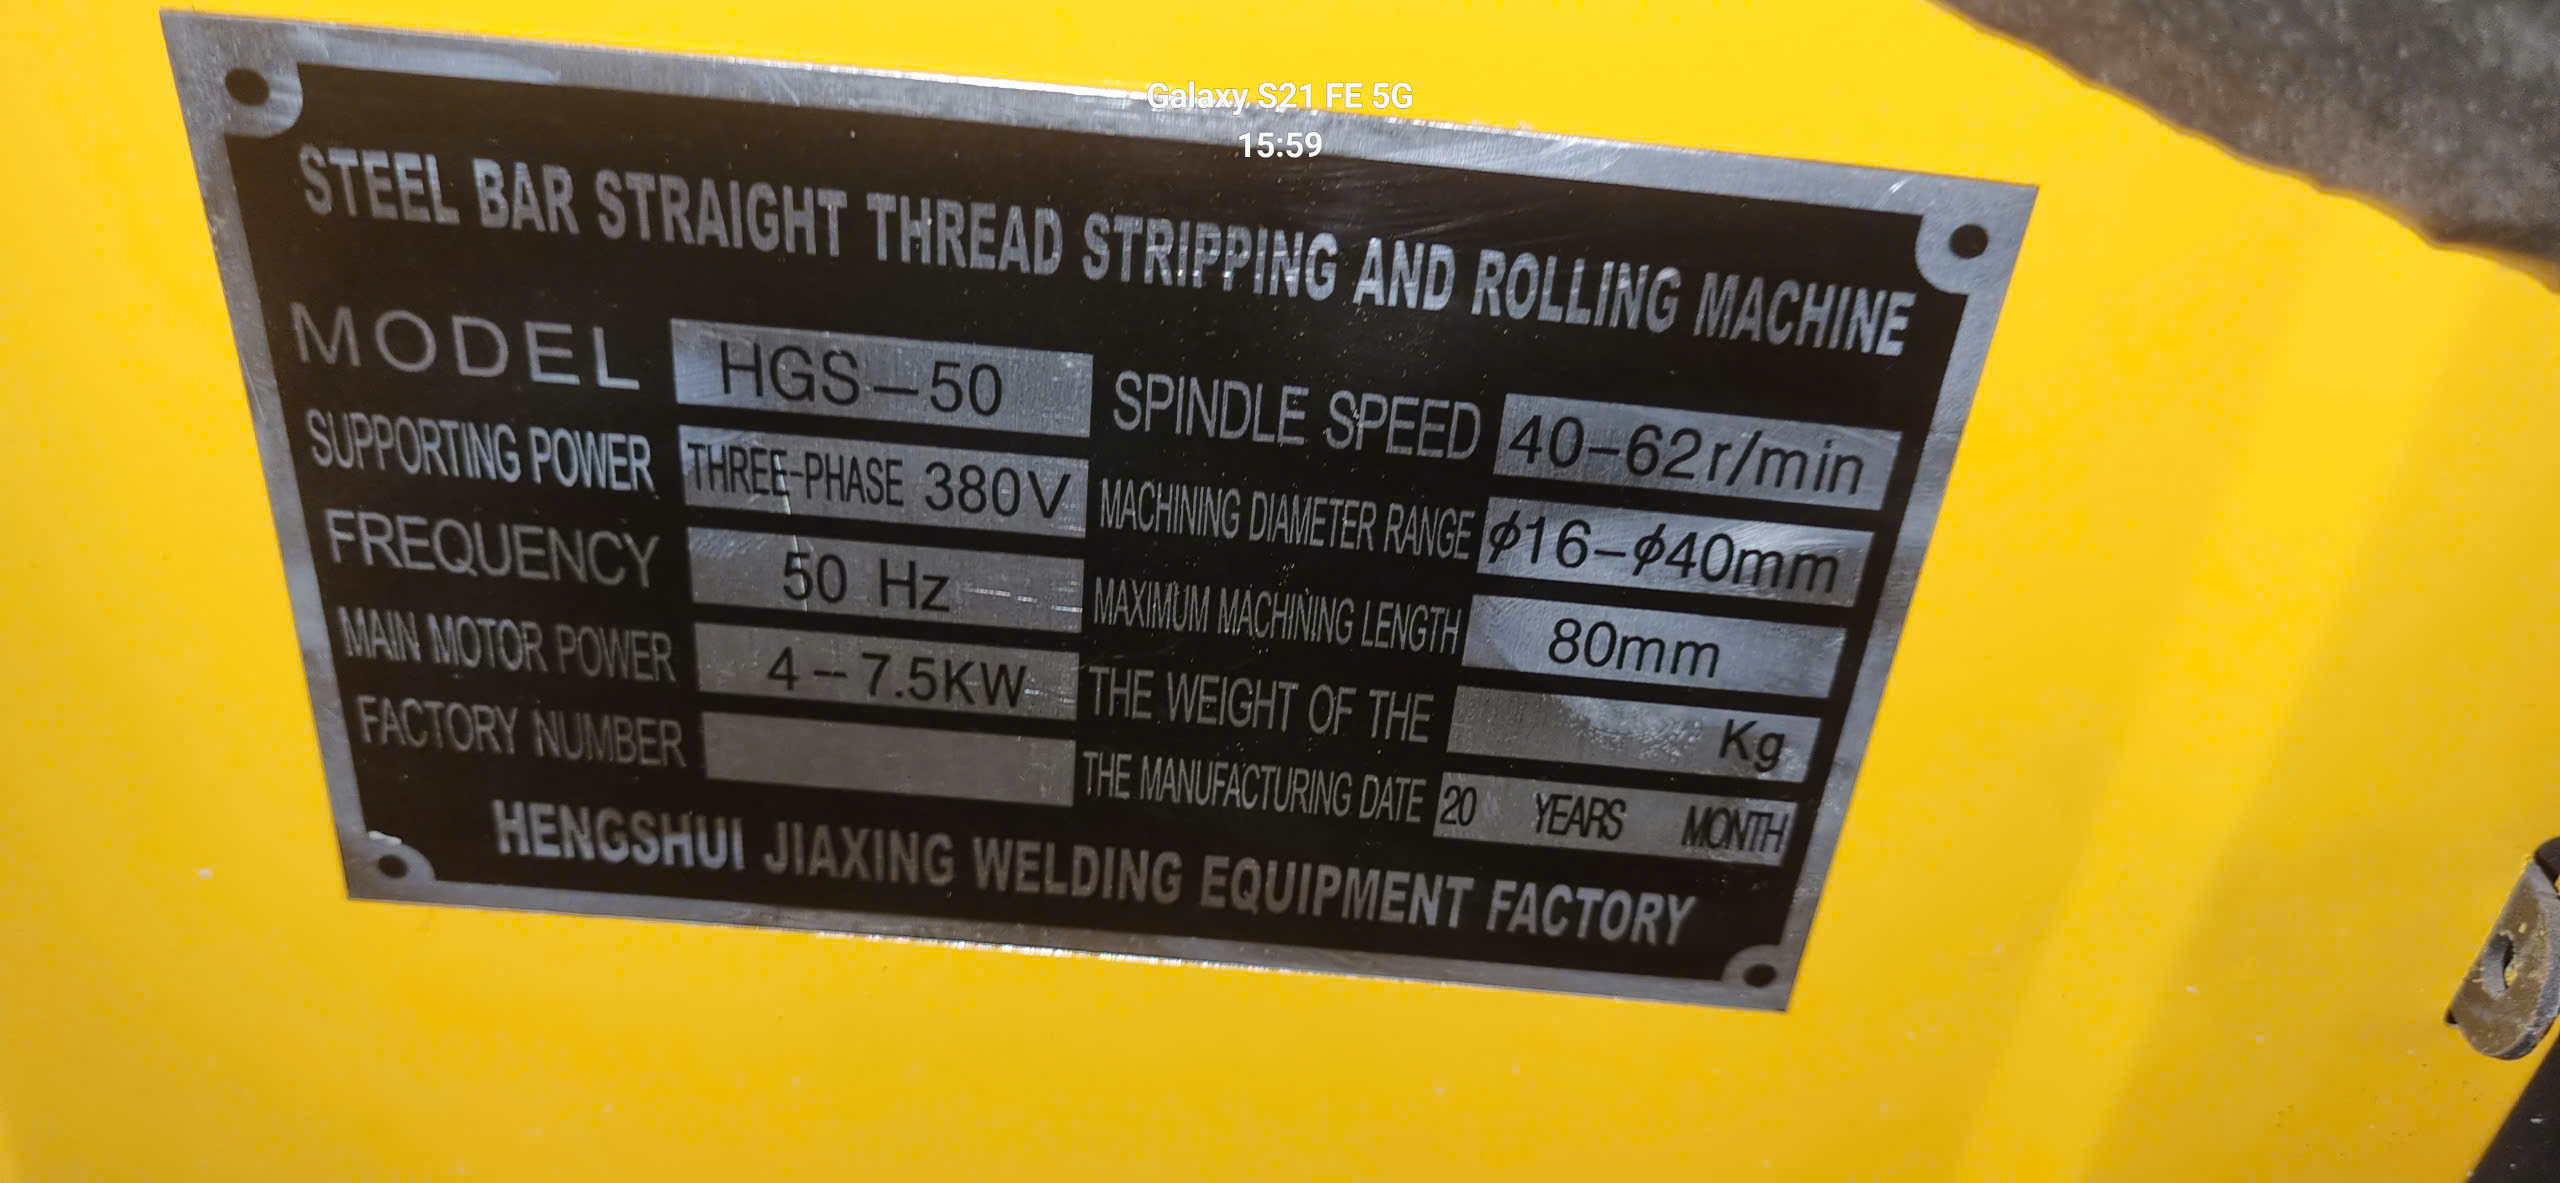 Galaxy S21 FE 5G
15:59
STEEL BAR STRAIGHT THREAD STRIPPING AND ROLLING MACHINE
MODEL HGS-50
SUPPORTING POWER THREE-PHASE 380V
FREQUENCY 50 Hz
MAIN MOTOR POWER 4--7.5KW
FACTORY NUMBER
SPINDLE SPEED 40-62r/min
MACHINING DIAMETER RANGE ϕ16-ϕ40mm
MAXIMUM MACHINING LENGTH 80mm
THE WEIGHT OF THE Kg
THE MANUFACTURING DATE 20 YEARS MONTH
HENGSHUI JIAXING WELDING EQUIPMENT FACTORY